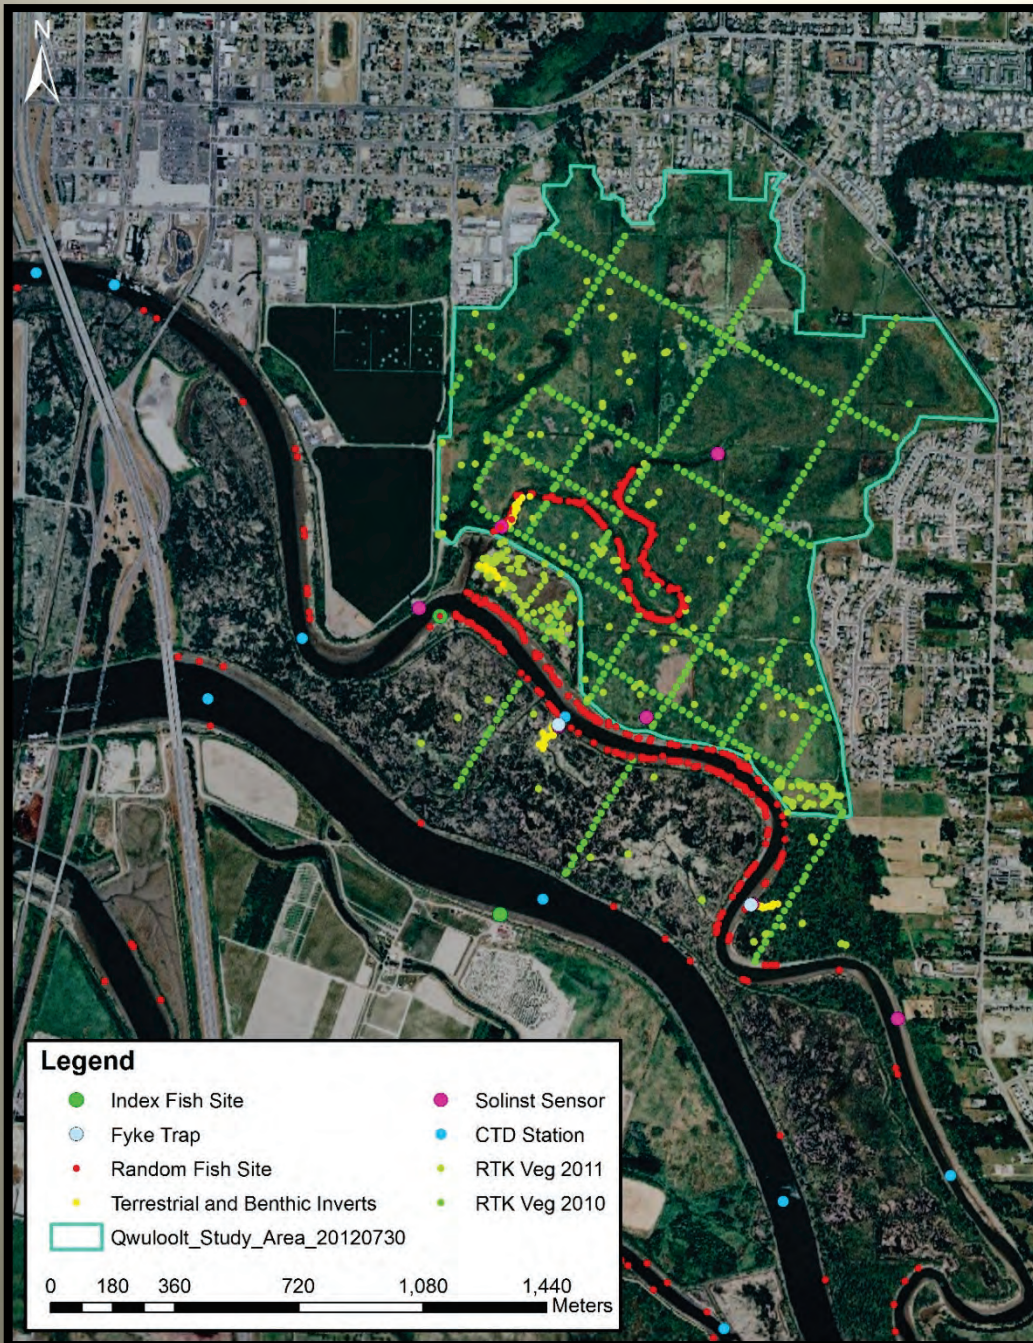 N
Legend
Index Fish Site
Fyke Trap
Random Fish Site
Terrestrial and Benthic Inverts
Qwuloolt_Study_Area_20120730
Solinst Sensor
CTD Station
RTK Veg 2011
RTK Veg 2010
0 180 360 720 1,080 1,440
Meters